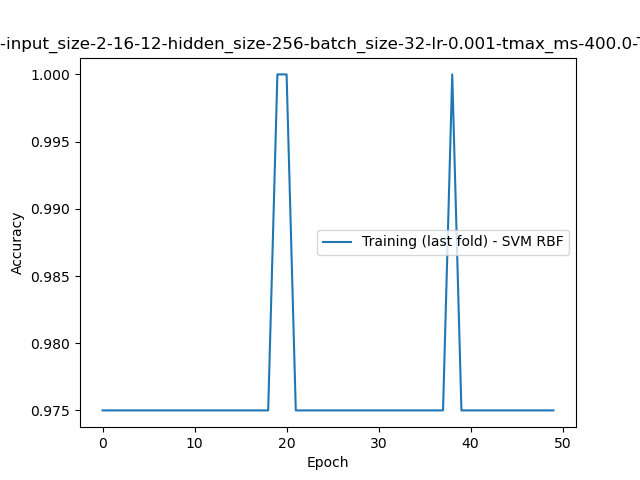 -input_size-2-16-12-hidden_size-256-batch_size-32-lr-0.001-tmax_ms-400.0-
1.000
0.995
0.990
0.985
0.980
0.975
Accuracy
Training (last fold) - SVM RBF
0 10 20 30 40 50
Epoch